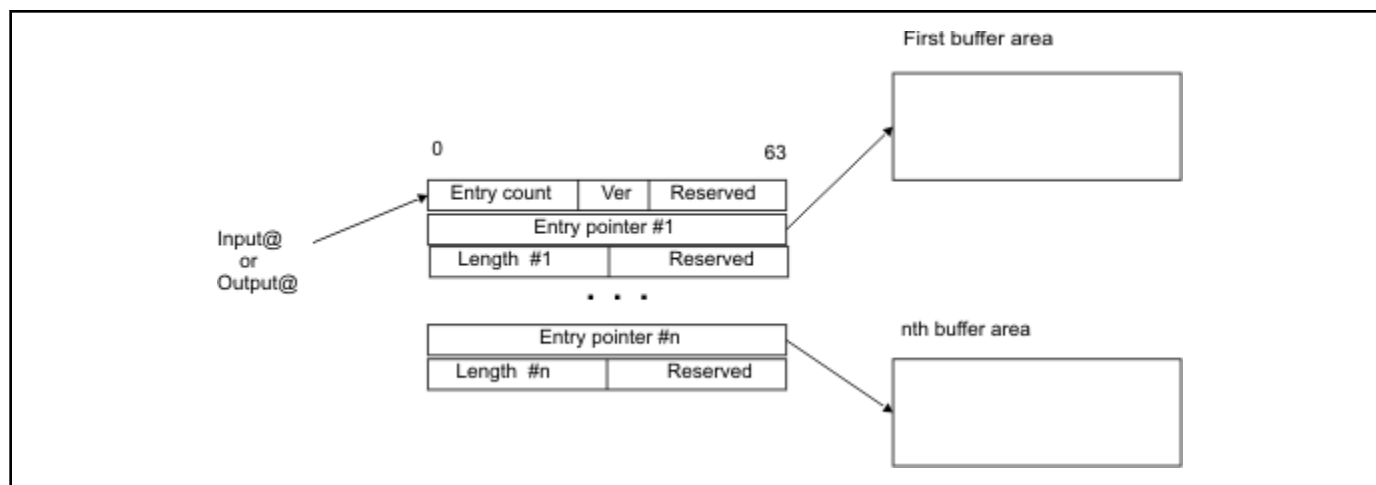 First buffer area
0 63
Entry count Ver Reserved
Entry pointer #1
Length #1 Reserved
Input@
or
Output@
. . .
Entry pointer #n
Length #n Reserved
nth buffer area